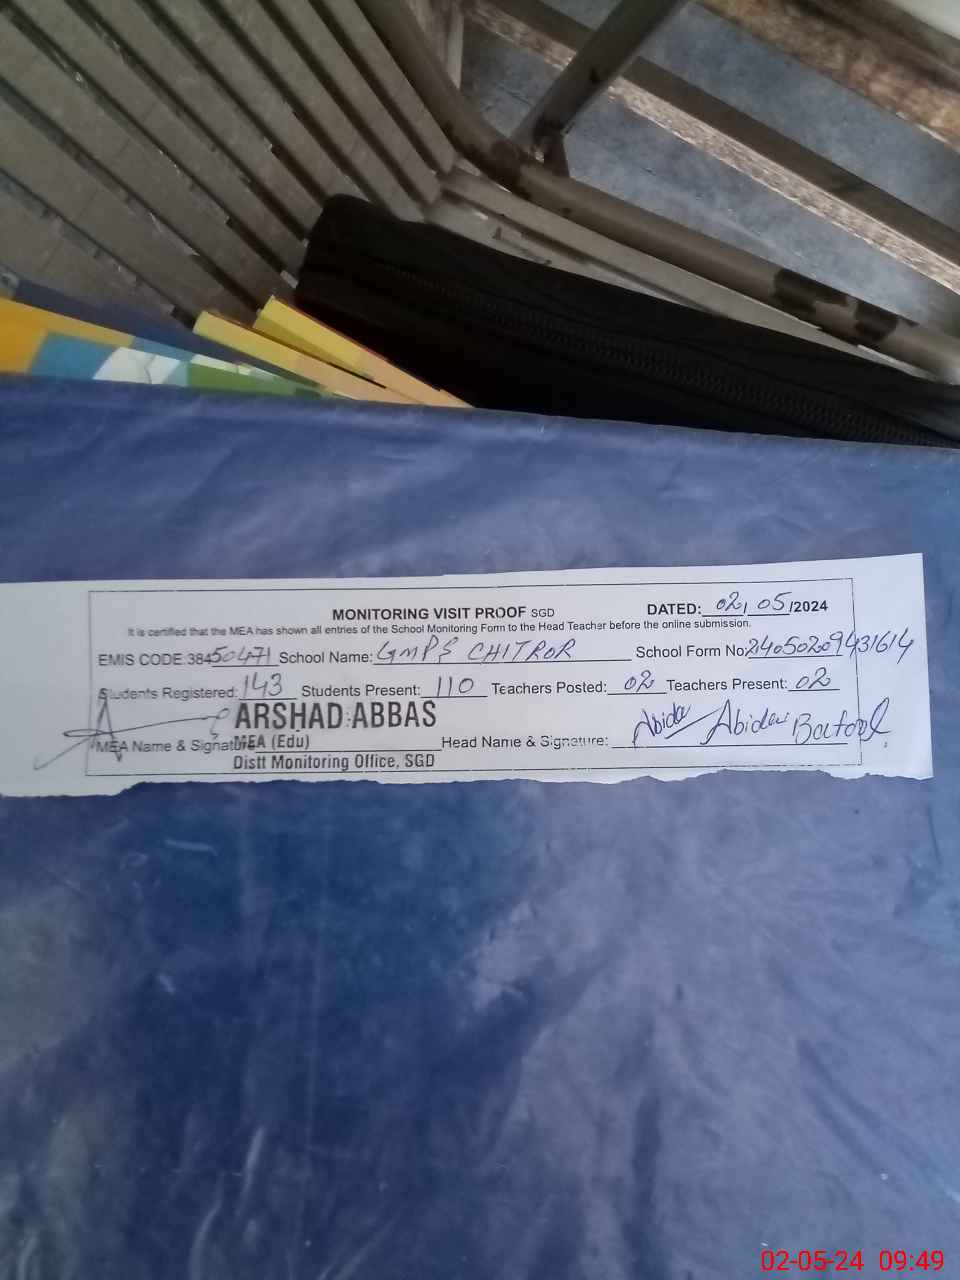 MONITORING VISIT PROOF SGD DATED: 02/05/2024
It is certified that the MEA has shown all entries of the School Monitoring Form to the Head Teacher before the online submission.
EMIS CODE:38450471 School Name: GMPS CHITROR School Form No: 24050209431614
Students Registered: 143 Students Present: 110 Teachers Posted: 02 Teachers Present: 02
ARSHAD ABBAS
MEA Name & Signature MEA (Edu) Head Name & Signature: Abida Abida Batool
Distt Monitoring Office, SGD
02-05-24 09:49